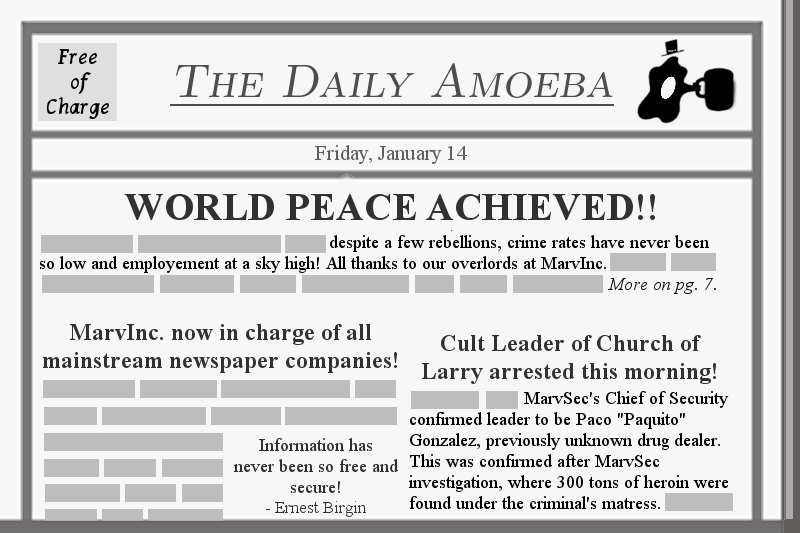 Free
of
Charge
THE DAILY AMOEBA
Friday, January 14
WORLD PEACE ACHIEVED!!
despite a few rebellions, crime rates have never been
so low and employement at a sky high! All thanks to our overlords at MarvInc.
More on pg. 7.
MarvInc. now in charge of all
mainstream newspaper companies!
Information has
never been so free and
secure!
- Ernest Birgin
Cult Leader of Church of
Larry arrested this morning!
MarvSec's Chief of Security
confirmed leader to be Paco "Paquito"
Gonzalez, previously unknown drug dealer.
This was confirmed after MarvSec
investigation, where 300 tons of heroin were
found under the criminal's matress.